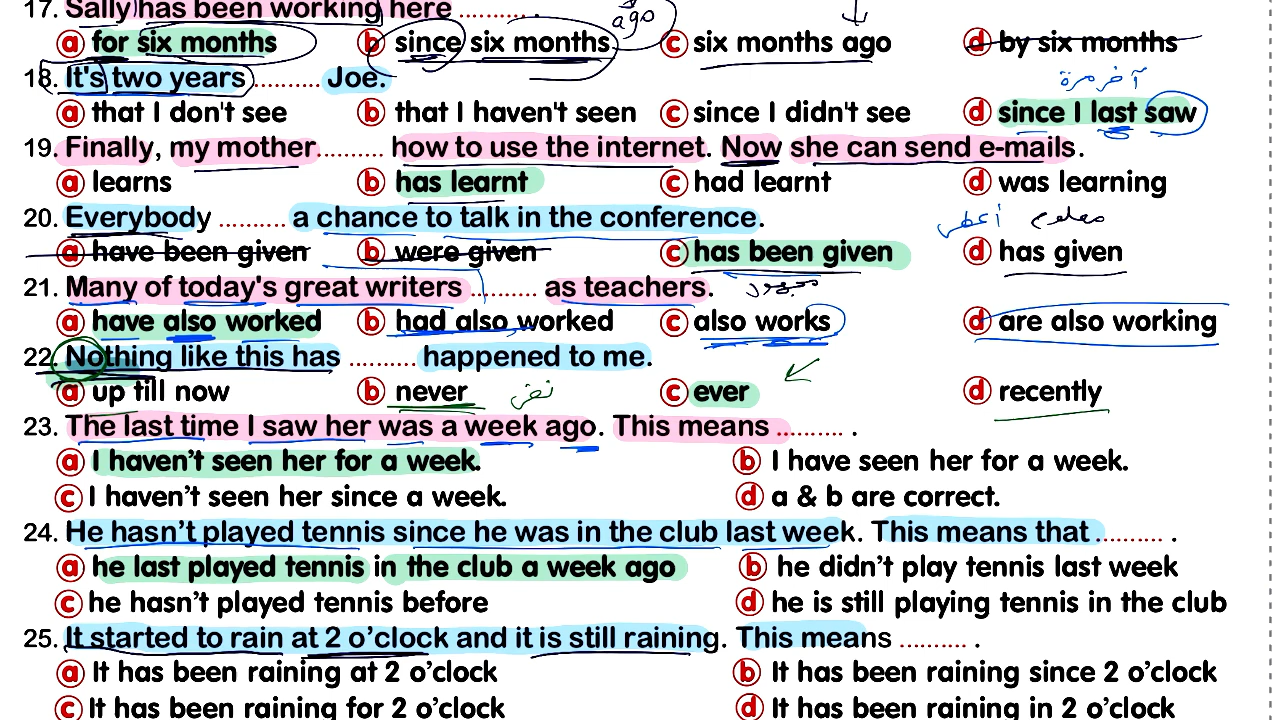 17. Sally has been working here .......... .
ago
a for six months b since six months c six months ago d by six months
18. It's two years .......... Joe.
آخر مرة
a that I don't see b that I haven't seen c since I didn't see d since I last saw
19. Finally, my mother.......... how to use the internet. Now she can send e-mails.
a learns b has learnt c had learnt d was learning
20. Everybody .......... a chance to talk in the conference.
أعطى معلوم
a have been given b were given c has been given d has given
21. Many of today's great writers .......... as teachers.
a have also worked b had also worked c also works d are also working
22. Nothing like this has .......... happened to me.
a up till now b never c ever d recently
23. The last time I saw her was a week ago. This means .......... .
a I haven’t seen her for a week. b I have seen her for a week.
c I haven’t seen her since a week. d a & b are correct.
24. He hasn’t played tennis since he was in the club last week. This means that .......... .
a he last played tennis in the club a week ago b he didn’t play tennis last week
c he hasn’t played tennis before d he is still playing tennis in the club
25. It started to rain at 2 o’clock and it is still raining. This means .......... .
a It has been raining at 2 o’clock b It has been raining since 2 o’clock
c It has been raining for 2 o’clock d It has been raining in 2 o’clock